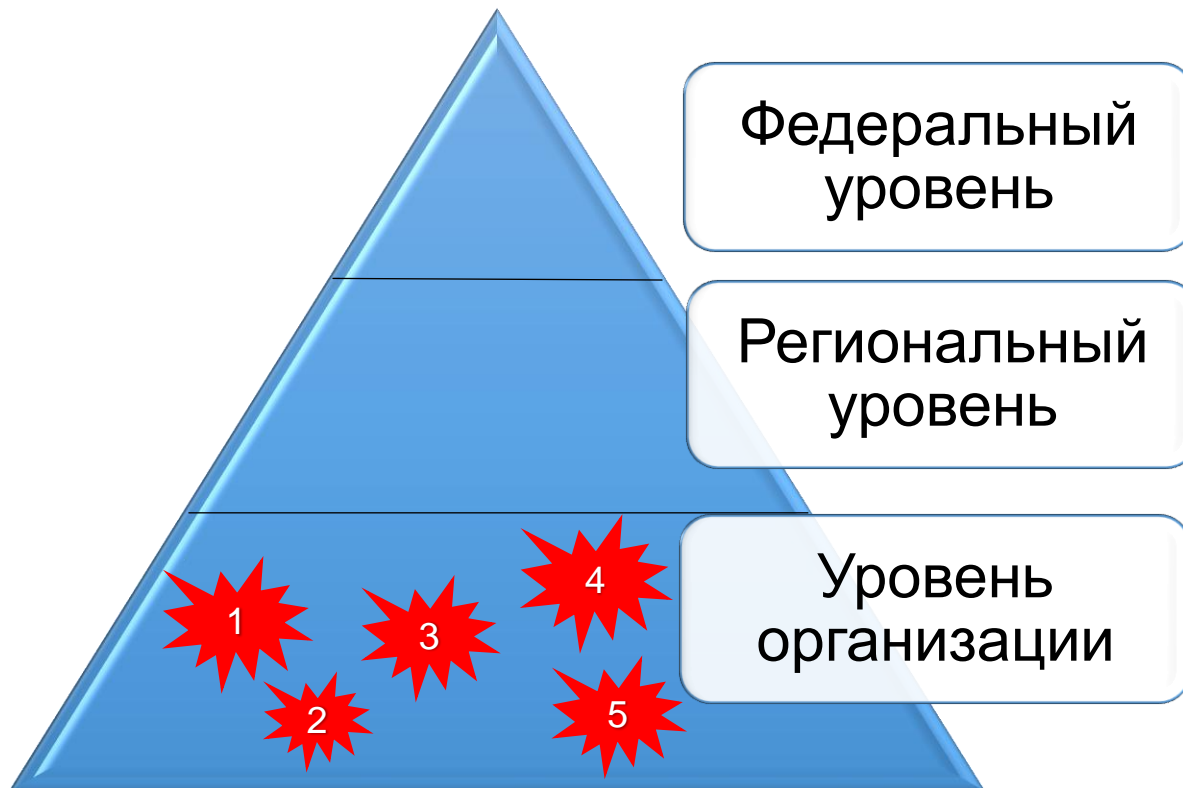 Федеральный
уровень
Региональный
уровень
Уровень
организации
1
2
3
4
5